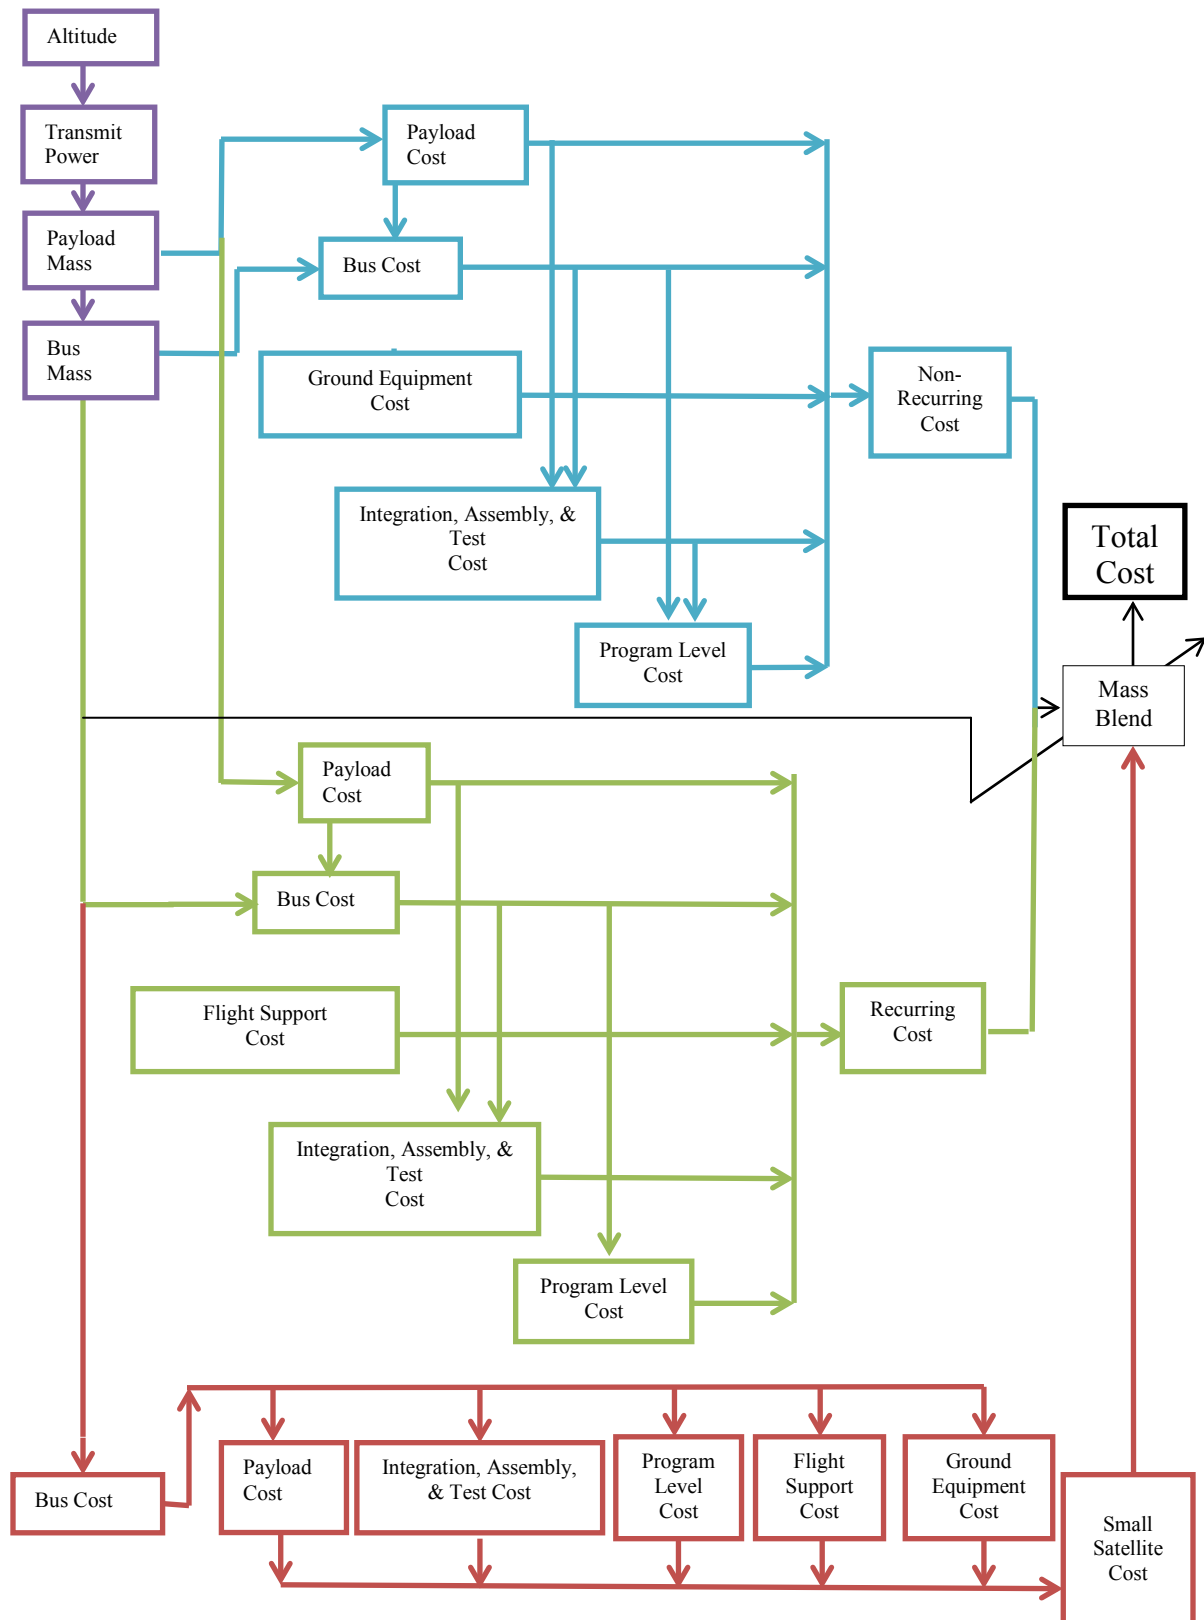 Altitude
Transmit
Power
Payload
Mass
Bus
Mass
Payload
Cost
Bus Cost
Ground Equipment
Cost
Integration, Assembly, &
Test
Cost
Program Level
Cost
Non-
Recurring
Cost
Total
Cost
Mass
Blend
Payload
Cost
Bus Cost
Flight Support
Cost
Integration, Assembly, &
Test
Cost
Program Level
Cost
Recurring
Cost
Bus Cost
Payload
Cost
Integration, Assembly,
& Test Cost
Program
Level
Cost
Flight
Support
Cost
Ground
Equipment
Cost
Small
Satellite
Cost